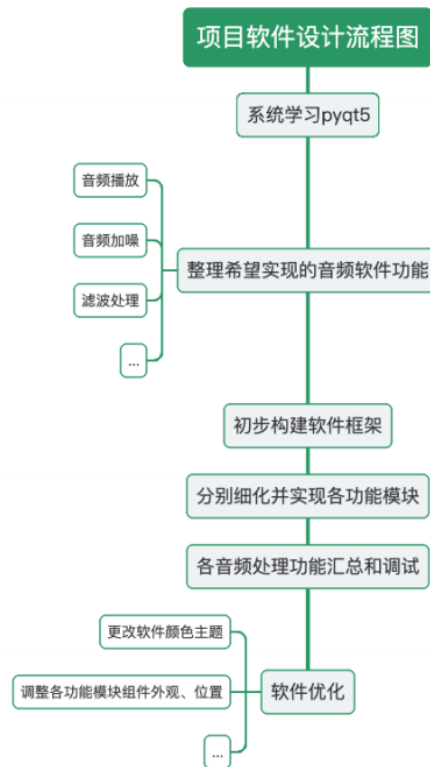 项目软件设计流程图
系统学习pyqt5
音频播放
音频加噪
整理希望实现的音频软件功能
滤波处理
...
初步构建软件框架
分别细化并实现各功能模块
各音频处理功能汇总和调试
更改软件颜色主题
调整各功能模块组件外观、位置
软件优化
...